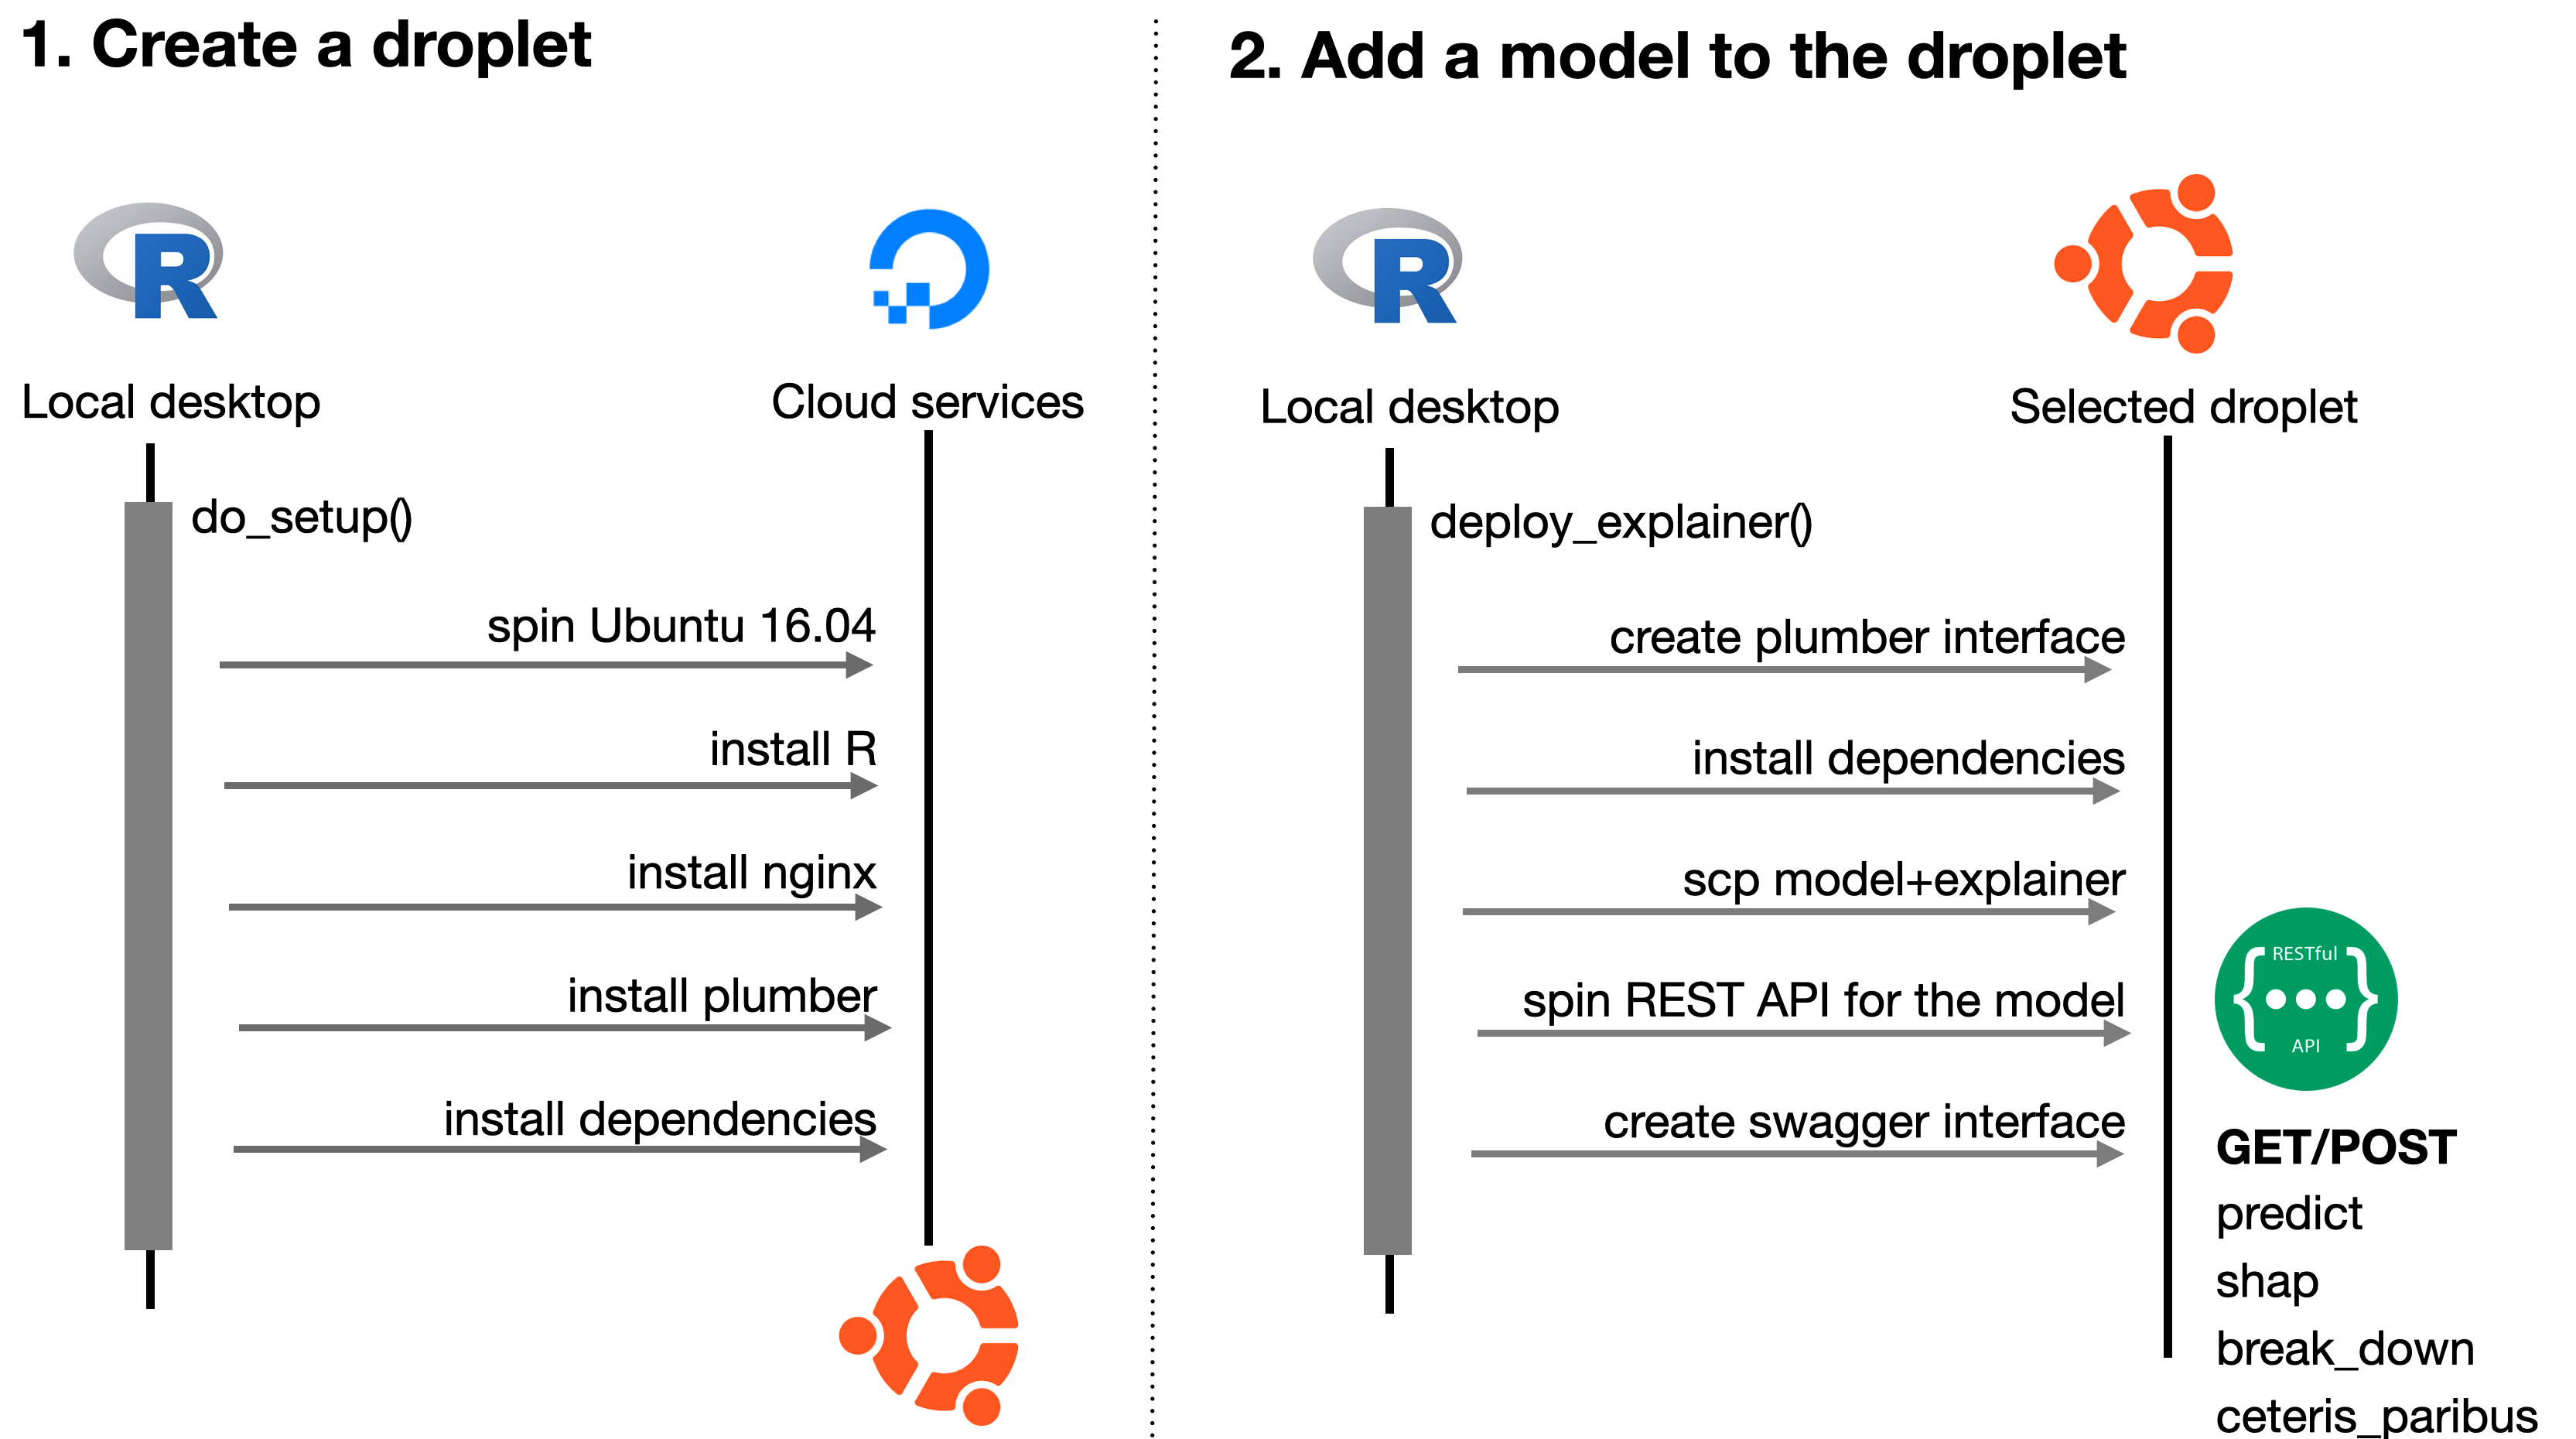 1. Create a droplet
R
Local desktop
Cloud services
do_setup()
spin Ubuntu 16.04
install R
install nginx
install plumber
install dependencies
2. Add a model to the droplet
R
Local desktop
Selected droplet
deploy_explainer()
create plumber interface
install dependencies
scp model+explainer
spin REST API for the model
create swagger interface
RESTful
{•••}
API
GET/POST
predict
shap
break_down
ceteris_paribus